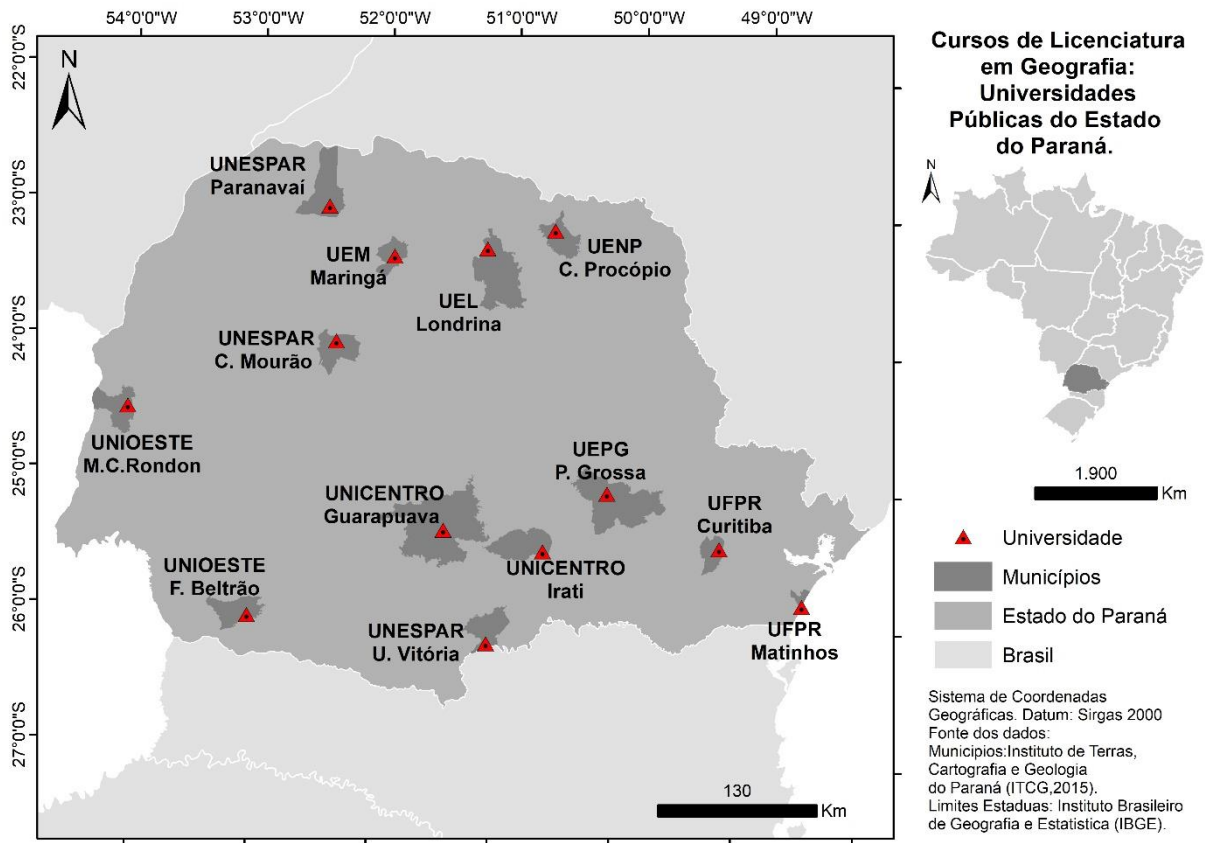 54°0'0"W 53°0'0"W 52°0'0"W 51°0'0"W 50°0'0"W 49°0'0"W
22°0'0"S
23°0'0"S
24°0'0"S
25°0'0"S
26°0'0"S
27°0'0"S
N
UNESPAR
Paranavaí
UEM
Maringá
UEL
Londrina
UENP
C. Procópio
UNESPAR
C. Mourão
UNIOESTE
M.C.Rondon
UEPG
P. Grossa
UNICENTRO
Guarapuava
UFPR
Curitiba
UNICENTRO
Irati
UNIOESTE
F. Beltrão
UNESPAR
U. Vitória
UFPR
Matinhos
130
Km
Cursos de Licenciatura
em Geografia:
Universidades
Públicas do Estado
do Paraná.
N
1.900
Km
Universidade
Municípios
Estado do Paraná
Brasil
Sistema de Coordenadas
Geográficas. Datum: Sirgas 2000
Fonte dos dados:
Municipios:Instituto de Terras,
Cartografia e Geologia
do Paraná (ITCG,2015).
Limites Estaduas: Instituto Brasileiro
de Geografia e Estatistica (IBGE).